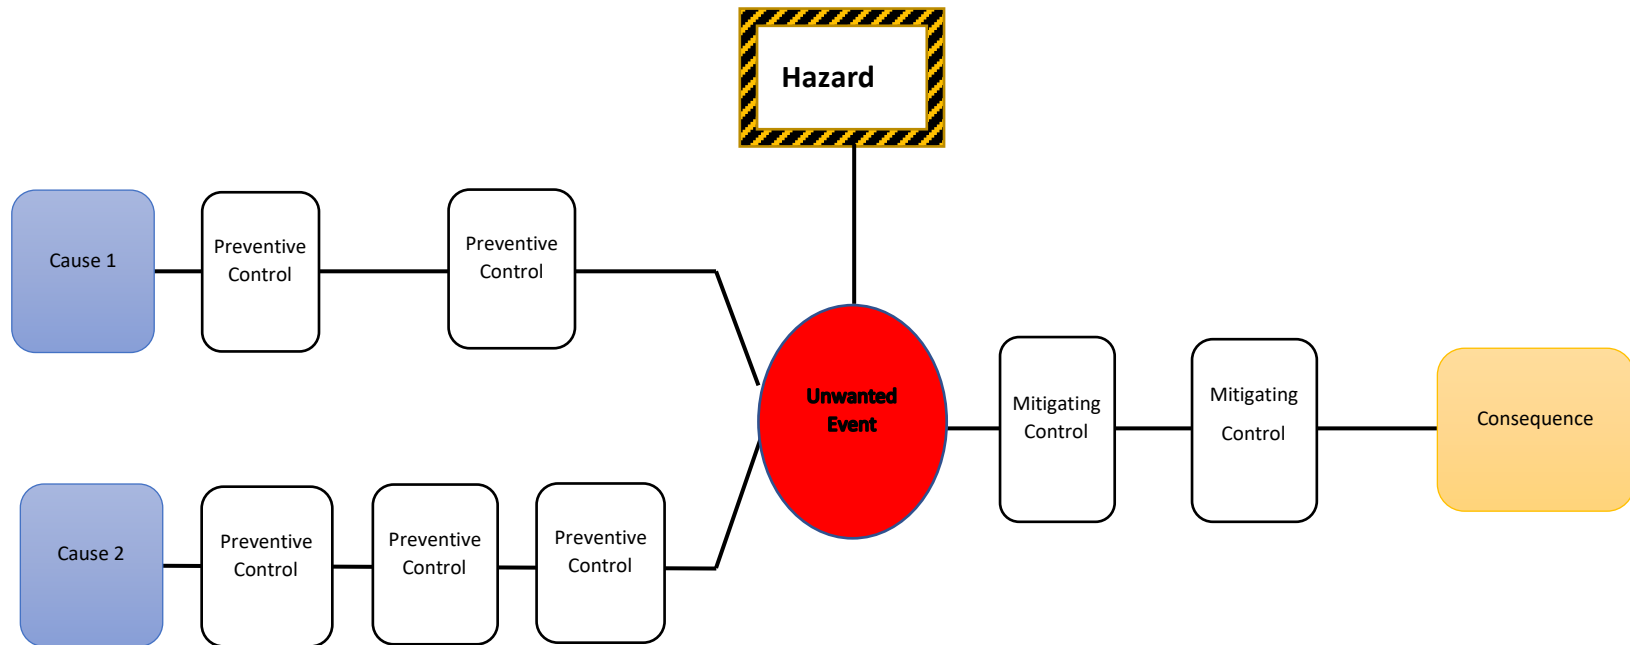 Hazard
Cause 1
Preventive
Control
Preventive
Control
Unwanted
Event
Mitigating
Control
Mitigating
Control
Consequence
Cause 2
Preventive
Control
Preventive
Control
Preventive
Control